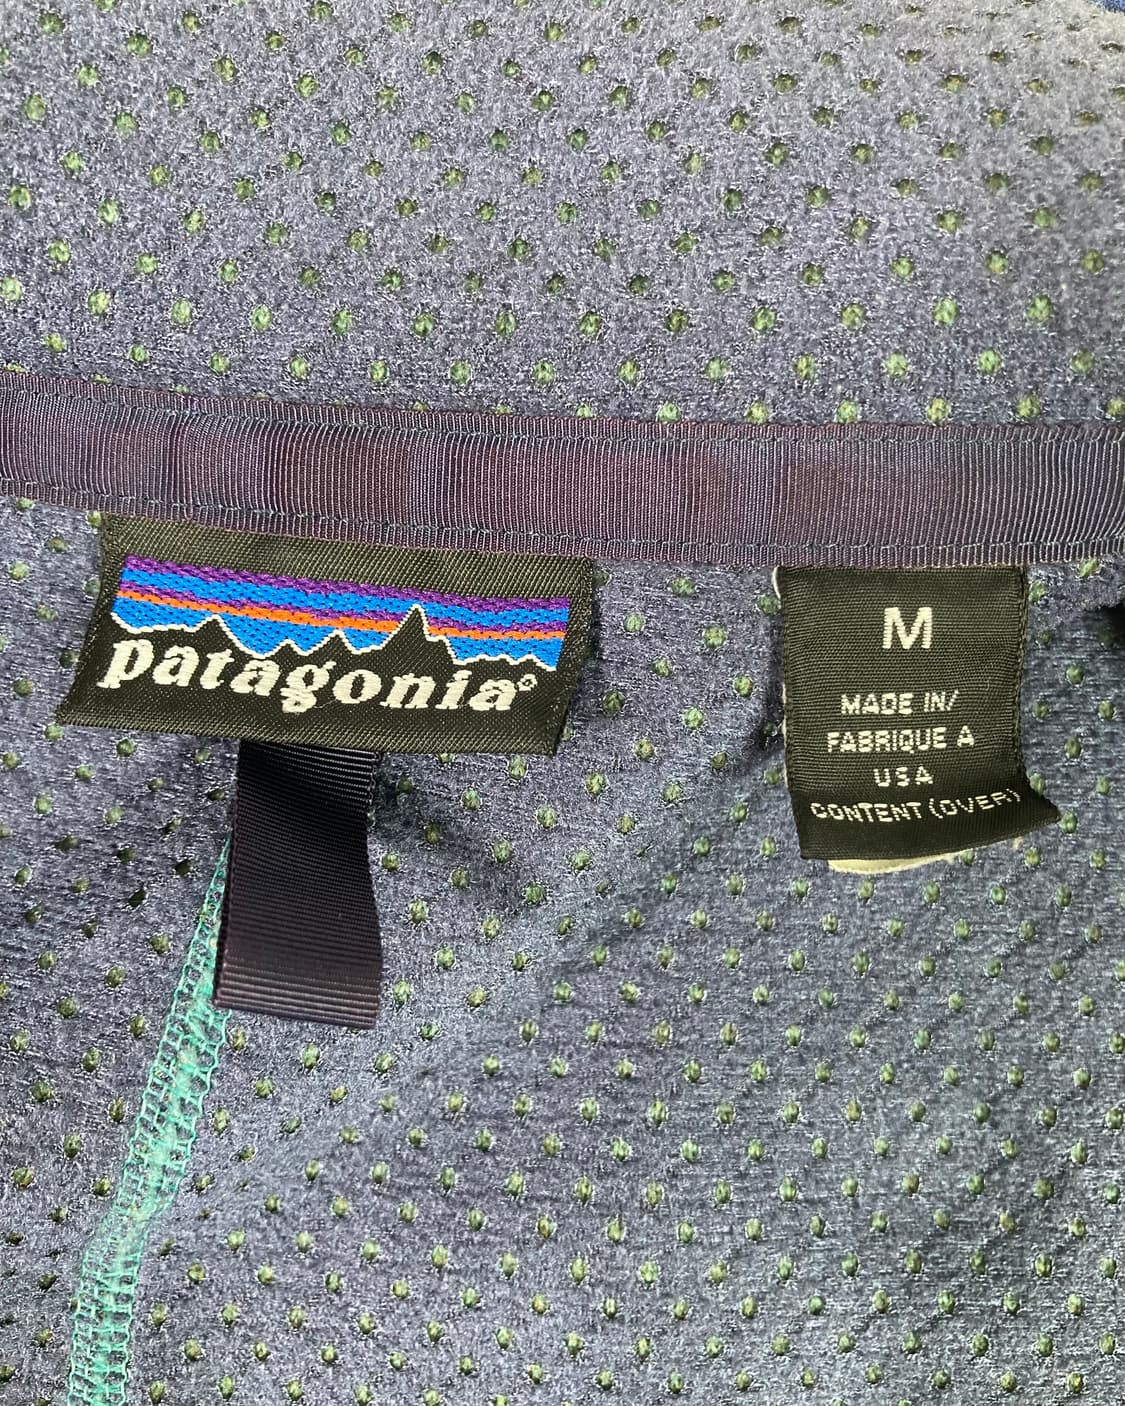 patagonia®
M
MADE IN/
FABRIQUE A
USA
CONTENT (OVER)